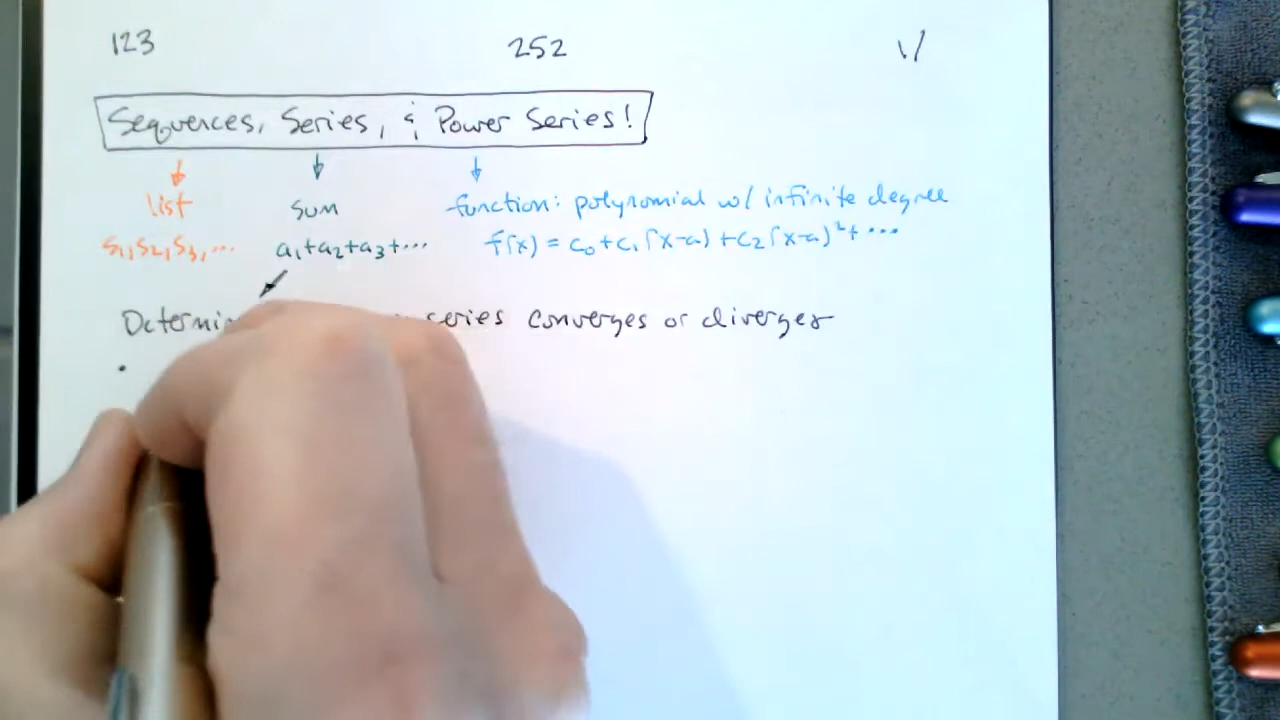 123 252 1/
Sequences, Series, & Power Series!
list sum function: polynomial w/ infinite degree
s₁, s₂, s₃, ... a₁+a₂+a₃+... f(x) = c₀+c₁(x-a)+c₂(x-a)²+...
series converges or diverges